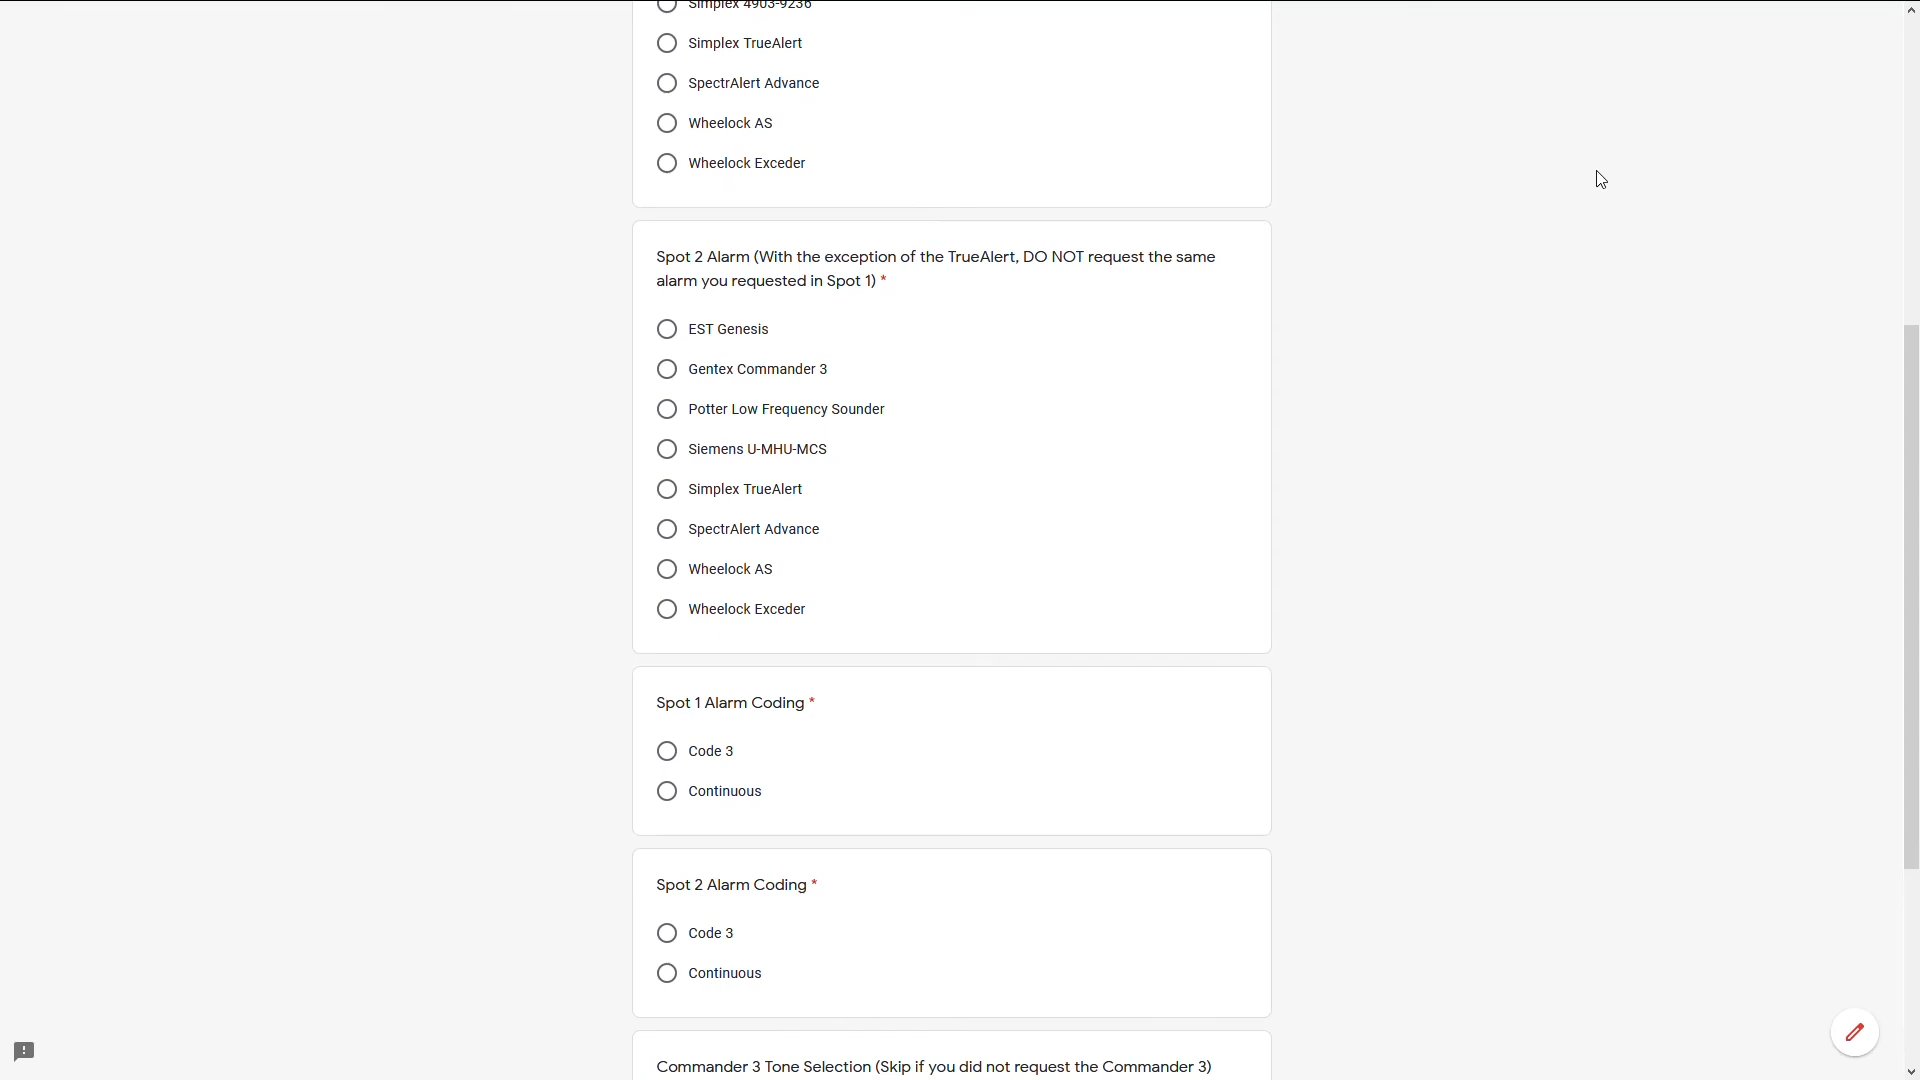 Simplex 4903-9236
Simplex TrueAlert
SpectrAlert Advance
Wheelock AS
Wheelock Exceder
Spot 2 Alarm (With the exception of the TrueAlert, DO NOT request the same
alarm you requested in Spot 1) *
EST Genesis
Gentex Commander 3
Potter Low Frequency Sounder
Siemens U-MHU-MCS
Simplex TrueAlert
SpectrAlert Advance
Wheelock AS
Wheelock Exceder
Spot 1 Alarm Coding *
Code 3
Continuous
Spot 2 Alarm Coding *
Code 3
Continuous
Commander 3 Tone Selection (Skip if you did not request the Commander 3)